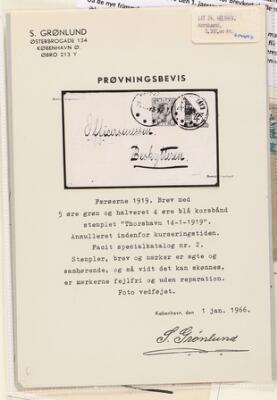 S. GRØNLUND
ØSTERBROGADE 134
KØBENHAVN Ø.
ØBRO 213 Y
PRØVNINGSBEVIS
Officersmessen
Beskytteren
Færøerne 1919. Brev med
5 øre grøn og halveret 4 øre blå korsbånd
stemplet "Thorshavn 14-1-1919".
Annulleret indenfor kurseringstiden.
Facit specialkatalog nr. 2.
Stempler, brev og mærker er ægte og
samhørende, og så vidt det kan skønnes,
er mærkerne fejlfri og uden reparation.
Foto vedføjet.
København, den 1 jan. 1966.
S. Grønlund